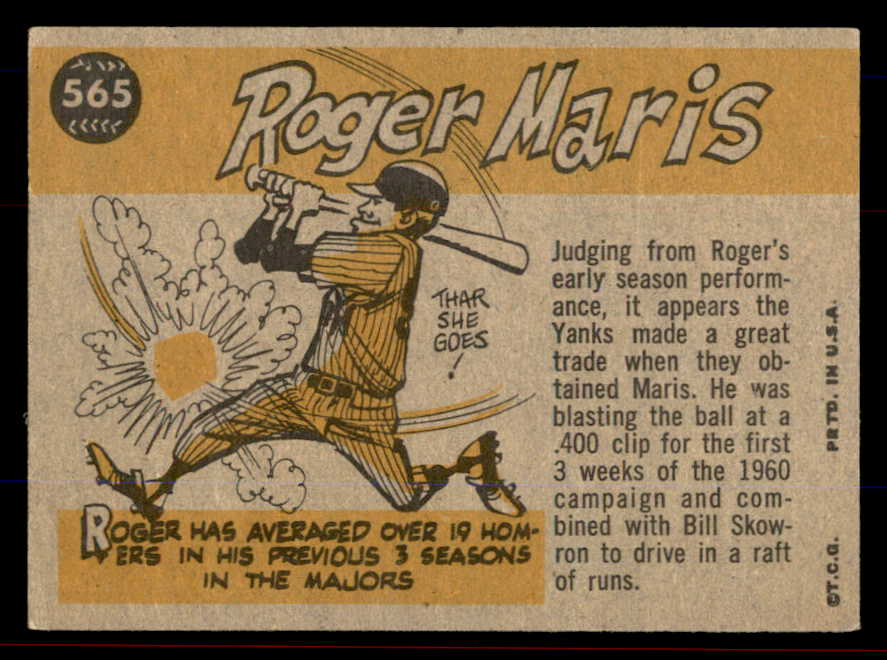 565
Roger Maris
THAR
SHE
GOES
!
Judging from Roger's
early season perform-
ance, it appears the
Yanks made a great
trade when they ob-
tained Maris. He was
blasting the ball at a
.400 clip for the first
3 weeks of the 1960
campaign and com-
bined with Bill Skow-
ron to drive in a raft
of runs.
ROGER HAS AVERAGED OVER 19 HOM-
ERS IN HIS PREVIOUS 3 SEASONS
IN THE MAJORS
©T.C.G. PRTD. IN U.S.A.